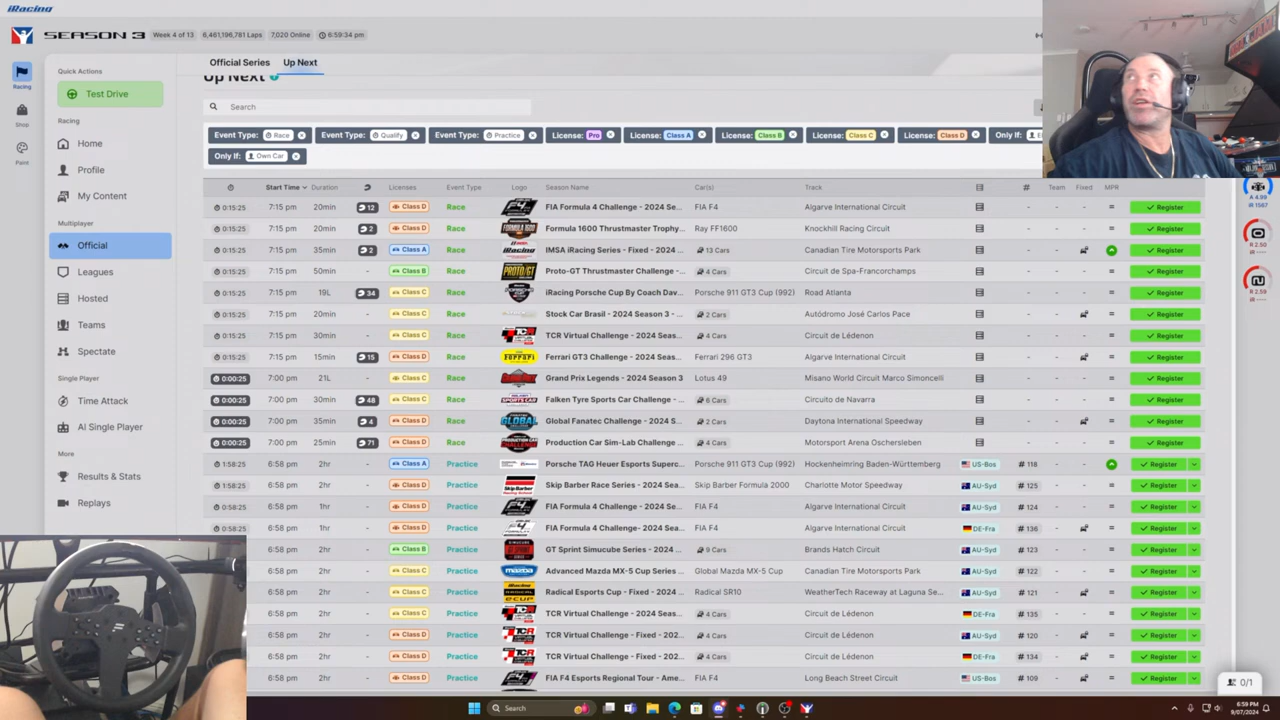 iRacing
SEASON 3 Week 4 of 13 6,461,196,781 Laps 7,020 Online 6:59:34 pm
Racing
Shop
Paint
Quick Actions
Test Drive
Racing
Home
Profile
My Content
Multiplayer
Official
Leagues
Hosted
Teams
Spectate
Single Player
Time Attack
AI Single Player
More
Results & Stats
Replays
Official Series Up Next
Up Next
Search
Event Type: Race Event Type: Qualify Event Type: Practice License: Pro License: Class A License: Class B License: Class C License: Class D Only If:
Only If: Own Car
Start Time Duration Licenses Event Type Logo Season Name Car(s) Track # Team Fixed MPR
0:15:25 7:15 pm 20min 12 Class D Race FIA Formula 4 Challenge - 2024 Se... FIA F4 Algarve International Circuit - - = Register
0:15:25 7:15 pm 20min 2 Class D Race Formula 1600 Thrustmaster Trophy... Ray FF1600 Knockhill Racing Circuit - - - = Register
0:15:25 7:15 pm 35min 2 Class A Race IMSA iRacing Series - Fixed - 2024... 13 Cars Canadian Tire Motorsports Park - - Register
0:15:25 7:15 pm 50min - Class B Race Proto-GT Thrustmaster Challenge -... 4 Cars Circuit de Spa-Francorchamps - - - = Register
0:15:25 7:15 pm 19L 34 Class C Race iRacing Porsche Cup By Coach Dav... Porsche 911 GT3 Cup (992) Road Atlanta - - - = Register
0:15:25 7:15 pm 20min - Class C Race Stock Car Brasil - 2024 Season 3 -... 2 Cars Autódromo José Carlos Pace - - = Register
0:15:25 7:15 pm 30min - Class C Race TCR Virtual Challenge - 2024 Seas... 4 Cars Circuit de Lédenon - - - = Register
0:15:25 7:15 pm 15min 15 Class D Race Ferrari GT3 Challenge - 2024 Seas... Ferrari 296 GT3 Algarve International Circuit - - = Register
0:00:25 7:00 pm 21L - Class C Race Grand Prix Legends - 2024 Season 3 Lotus 49 Misano World Circuit Marco Simoncelli - - - = Register
0:00:25 7:00 pm 30min 48 Class C Race Falken Tyre Sports Car Challenge -... 6 Cars Circuito de Navarra - - - = Register
0:00:25 7:00 pm 35min 4 Class D Race Global Fanatec Challenge - 2024 S... 2 Cars Daytona International Speedway - - = Register
0:00:25 7:00 pm 25min 71 Class D Race Production Car Sim-Lab Challenge -... 4 Cars Motorsport Arena Oschersleben - - - = Register
1:58:25 6:58 pm 2hr - Class A Practice Porsche TAG Heuer Esports Superc... Porsche 911 GT3 Cup (992) Hockenheimring Baden-Württemberg US-Bos # 118 - - Register
1:58:25 6:58 pm 2hr - Class D Practice Skip Barber Race Series - 2024 Sea... Skip Barber Formula 2000 Charlotte Motor Speedway AU-Syd # 125 - - = Register
0:58:25 6:58 pm 1hr - Class D Practice FIA Formula 4 Challenge - 2024 Se... FIA F4 Algarve International Circuit AU-Syd # 124 - = Register
0:58:25 6:58 pm 1hr - Class D Practice FIA Formula 4 Challenge- 2024 Sea... FIA F4 Algarve International Circuit DE-Fra # 136 - = Register
6:58 pm 2hr - Class B Practice GT Sprint Simucube Series - 2024 ... 9 Cars Brands Hatch Circuit AU-Syd # 123 - - = Register
6:58 pm 2hr - Class C Practice Advanced Mazda MX-5 Cup Series ... Global Mazda MX-5 Cup Canadian Tire Motorsports Park AU-Syd # 122 - - = Register
6:58 pm 2hr - Class C Practice Radical Esports Cup - Fixed - 2024... Radical SR10 WeatherTech Raceway at Laguna Se... AU-Syd # 121 - = Register
6:58 pm 2hr - Class C Practice TCR Virtual Challenge - 2024 Seas... 4 Cars Circuit de Lédenon DE-Fra # 135 - - = Register
6:58 pm 2hr - Class D Practice TCR Virtual Challenge - Fixed - 202... 4 Cars Circuit de Lédenon AU-Syd # 120 - = Register
6:58 pm 2hr - Class D Practice TCR Virtual Challenge - Fixed - 202... 4 Cars Circuit de Lédenon DE-Fra # 134 - = Register
6:58 pm 2hr - Class D Practice FIA F4 Esports Regional Tour - Ame... FIA F4 Long Beach Street Circuit US-Bos # 109 - = Register
A 4.99
iR 1567
R 2.50
iR ----
R 2.59
iR ----
0/1
Search
6:59 PM
9/07/2024